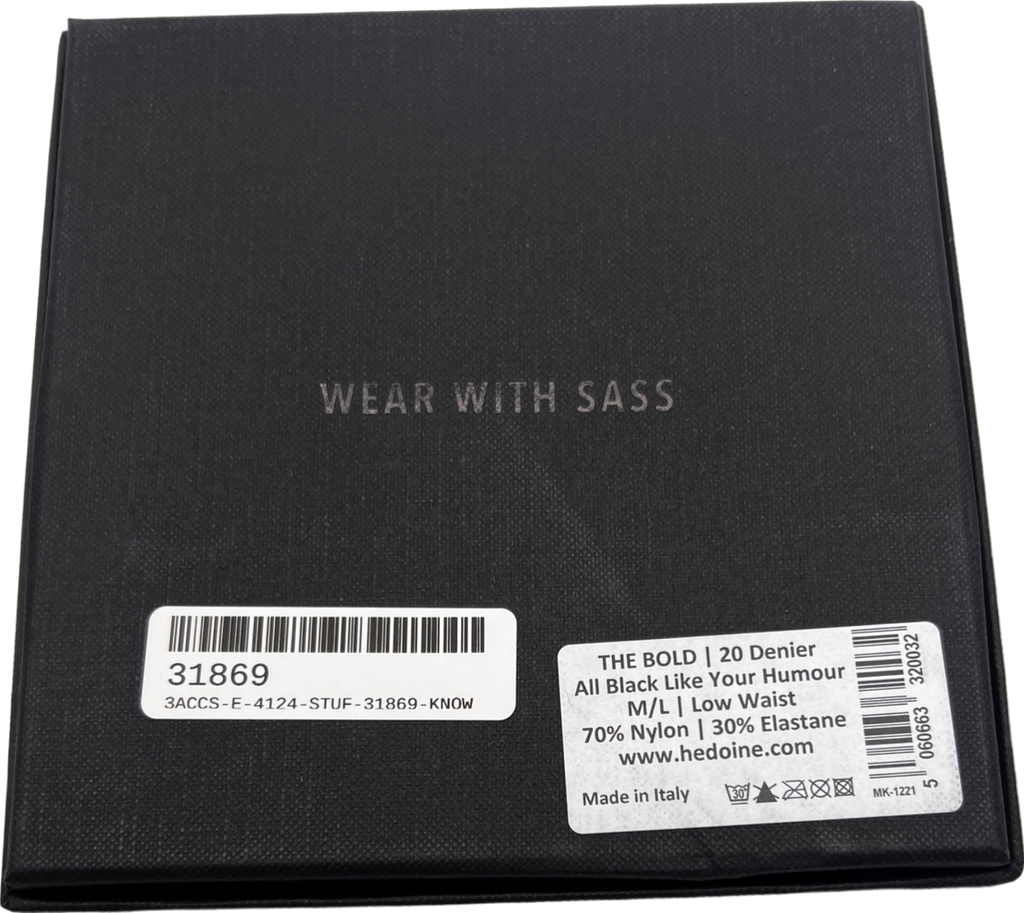 WEAR WITH SASS
31869
3ACCS-E-4124-STUF-31869-KNOW
THE BOLD | 20 Denier
All Black Like Your Humour
M/L | Low Waist
70% Nylon | 30% Elastane
www.hedoine.com
Made in Italy
30°
MK-1221
5 060663 320032